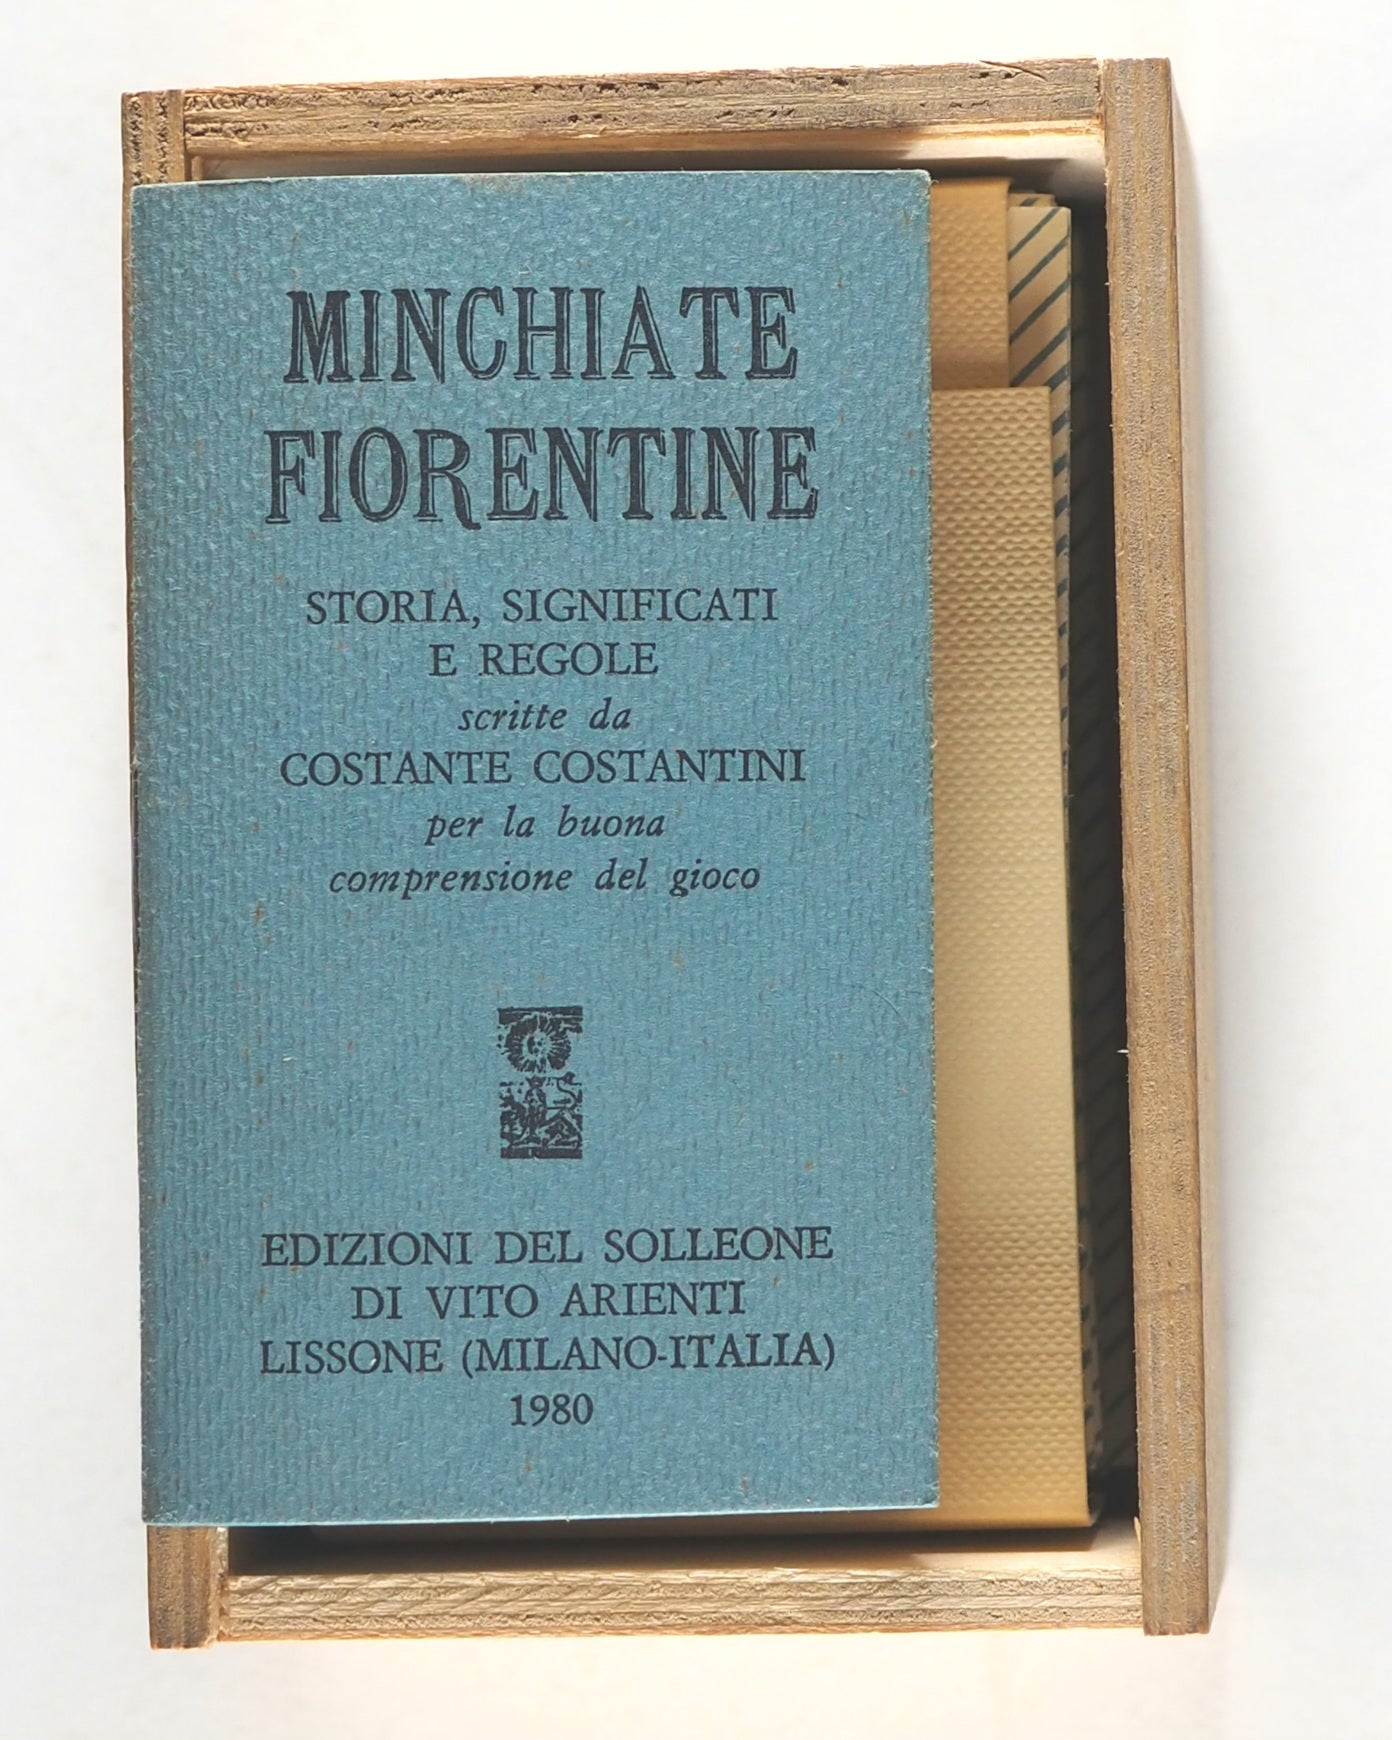 MINCHIATE
FIORENTINE
STORIA, SIGNIFICATI
E REGOLE
scritte da
COSTANTE COSTANTINI
per la buona
comprensione del gioco
EDIZIONI DEL SOLLEONE
DI VITO ARIENTI
LISSONE (MILANO-ITALIA)
1980